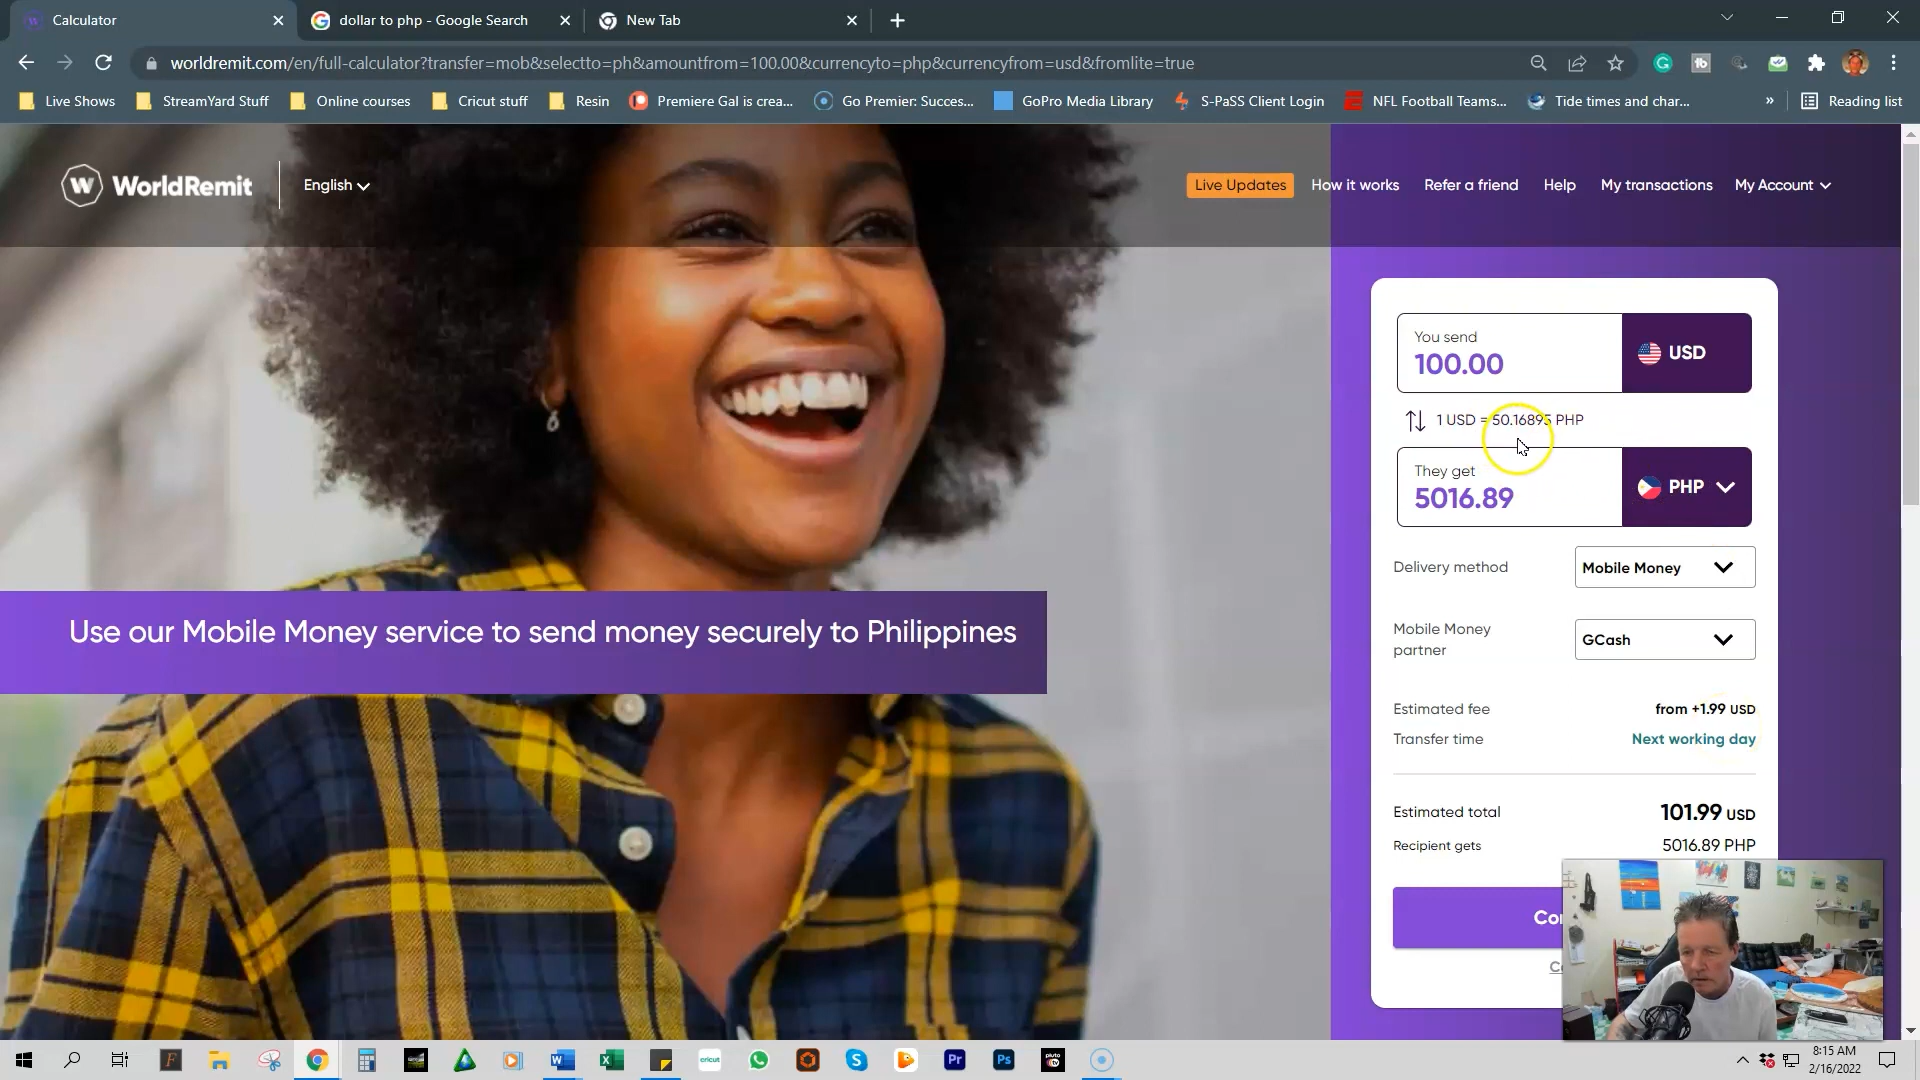 Calculator
dollar to php - Google Search
New Tab
worldremit.com/en/full-calculator?transfer=mob&selectto=ph&amountfrom=100.00&currencyto=php&currencyfrom=usd&fromlite=true
Live Shows
StreamYard Stuff
Online courses
Cricut stuff
Resin
Premiere Gal is crea...
Go Premier: Succes...
GoPro Media Library
S-PaSS Client Login
NFL Football Teams...
Tide times and char...
»
Reading list
W WorldRemit
English
Live Updates
How it works
Refer a friend
Help
My transactions
My Account
You send
100.00
USD
1 USD = 50.16895 PHP
They get
5016.89
PHP
Delivery method
Mobile Money
Use our Mobile Money service to send money securely to Philippines
Mobile Money
partner
GCash
Estimated fee
from +1.99 USD
Transfer time
Next working day
Estimated total
101.99 USD
Recipient gets
5016.89 PHP
8:15 AM
2/16/2022